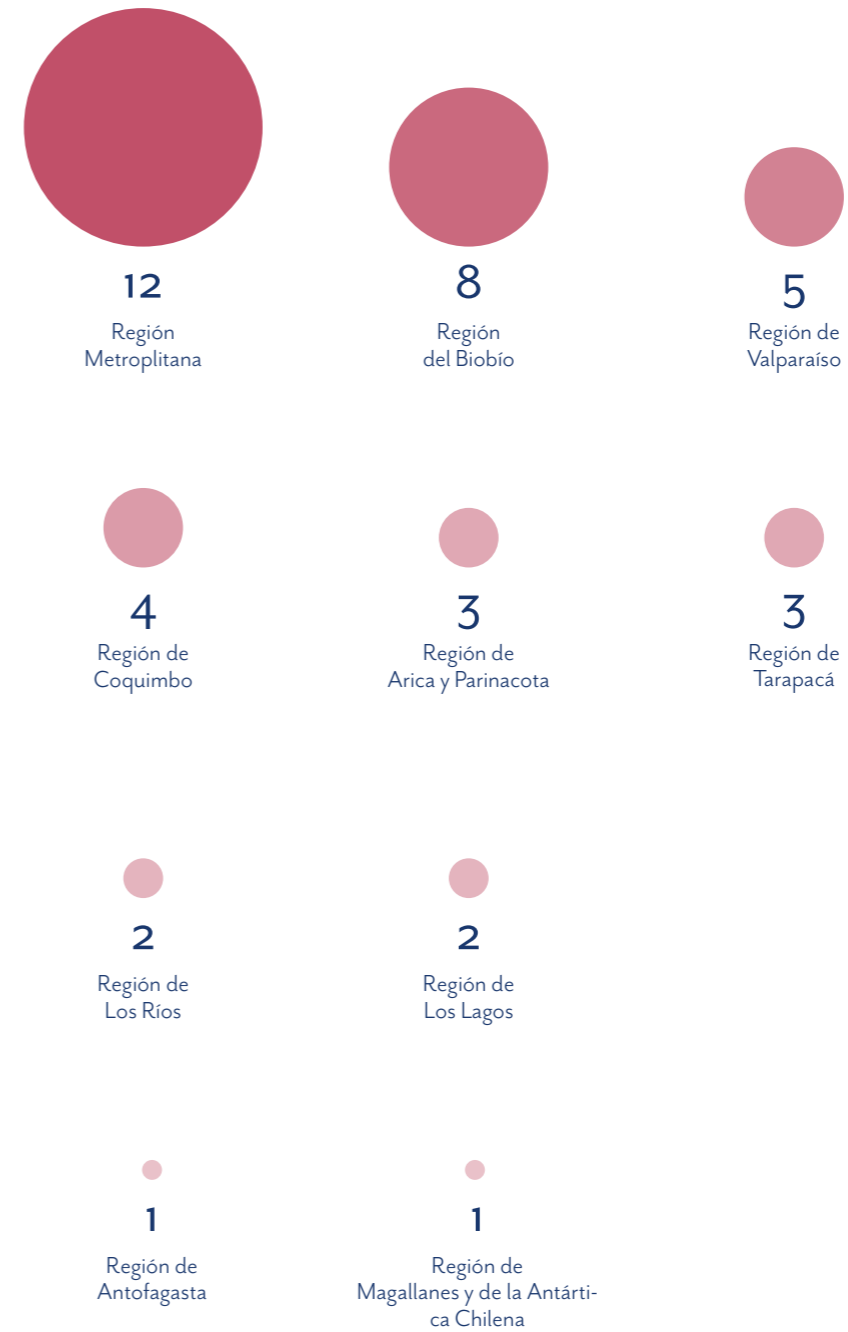 12
Región
Metroplitana
8
Región
del Biobío
5
Región de
Valparaíso
4
Región de
Coquimbo
3
Región de
Arica y Parinacota
3
Región de
Tarapacá
2
Región de
Los Ríos
2
Región de
Los Lagos
1
Región de
Antofagasta
1
Región de
Magallanes y de la Antárti-
ca Chilena